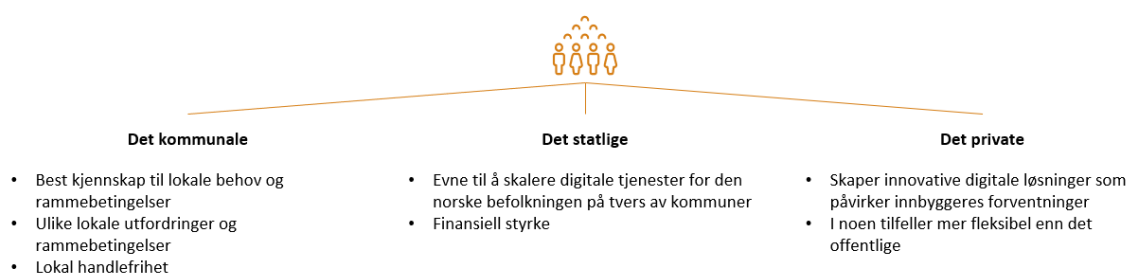 Det kommunale
• Best kjennskap til lokale behov og
rammebetingelser
• Ulike lokale utfordringer og
rammebetingelser
• Lokal handlefrihet
Det statlige
• Evne til å skalere digitale tjenester for den
norske befolkningen på tvers av kommuner
• Finansiell styrke
Det private
• Skaper innovative digitale løsninger som
påvirker innbyggeres forventninger
• I noen tilfeller mer fleksibel enn det
offentlige